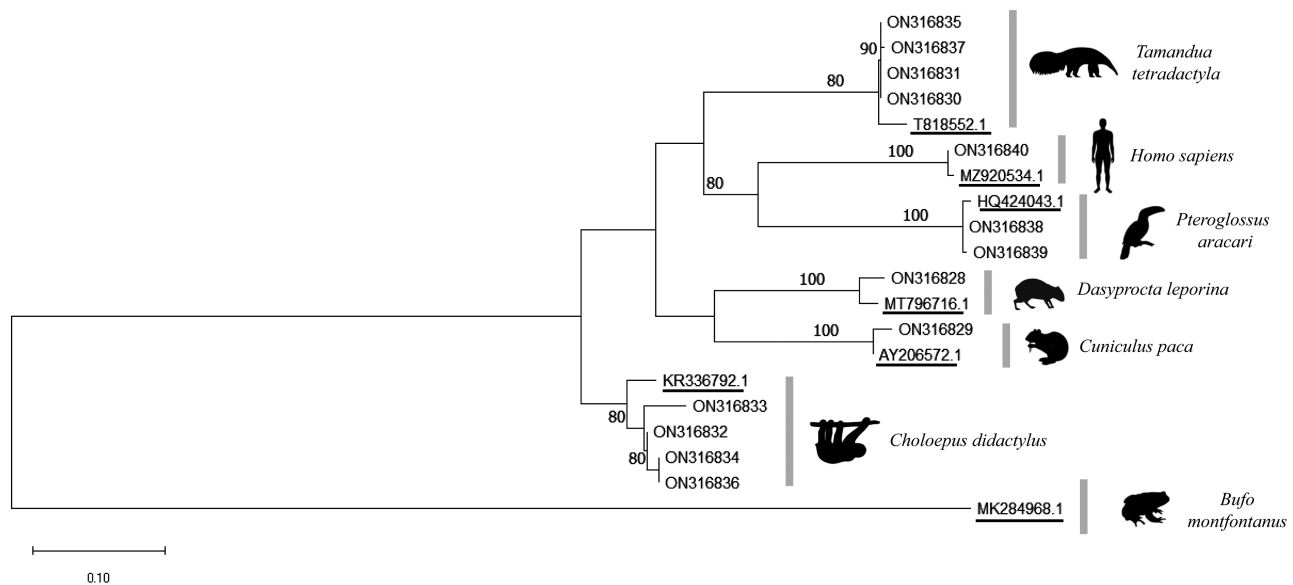 ON316835
90
ON316837
Tamandua
tetradactyla
ON316831
80
ON316830
T818552.1
100
ON316840
Homo sapiens
80
MZ920534.1
HQ424043.1
100
ON316838
Pteroglossus
aracari
ON316839
100
ON316828
Dasyprocta leporina
MT796716.1
100
ON316829
Cuniculus paca
AY206572.1
KR336792.1
80
ON316833
ON316832
Choloepus didactylus
80
ON316834
ON316836
MK284968.1
Bufo
montfontanus
0.10